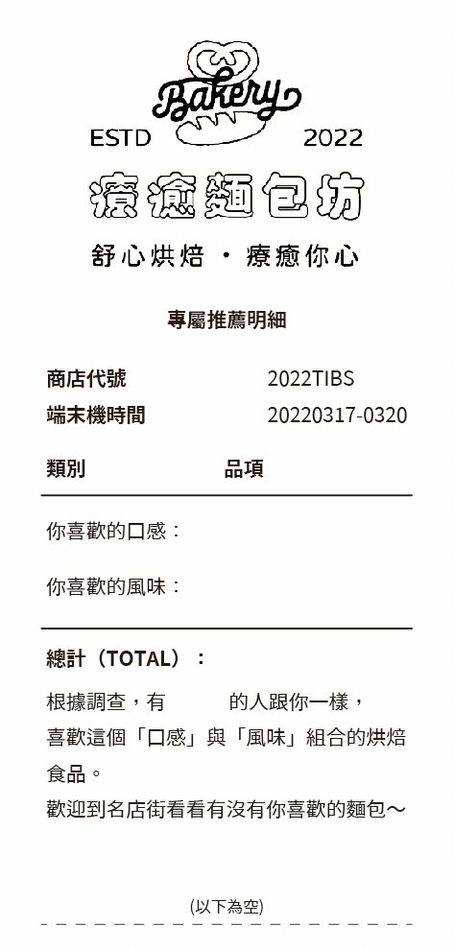 Bakery
ESTD 2022
療癒麵包坊
舒心烘焙・療癒你心
專屬推薦明細
商店代號 2022TIBS
端末機時間 20220317-0320
類別 品項
你喜歡的口感：
你喜歡的風味：
總計（TOTAL）：
根據調查，有 的人跟你一樣，
喜歡這個「口感」與「風味」組合的烘焙
食品。
歡迎到名店街看看有沒有你喜歡的麵包～
(以下為空)